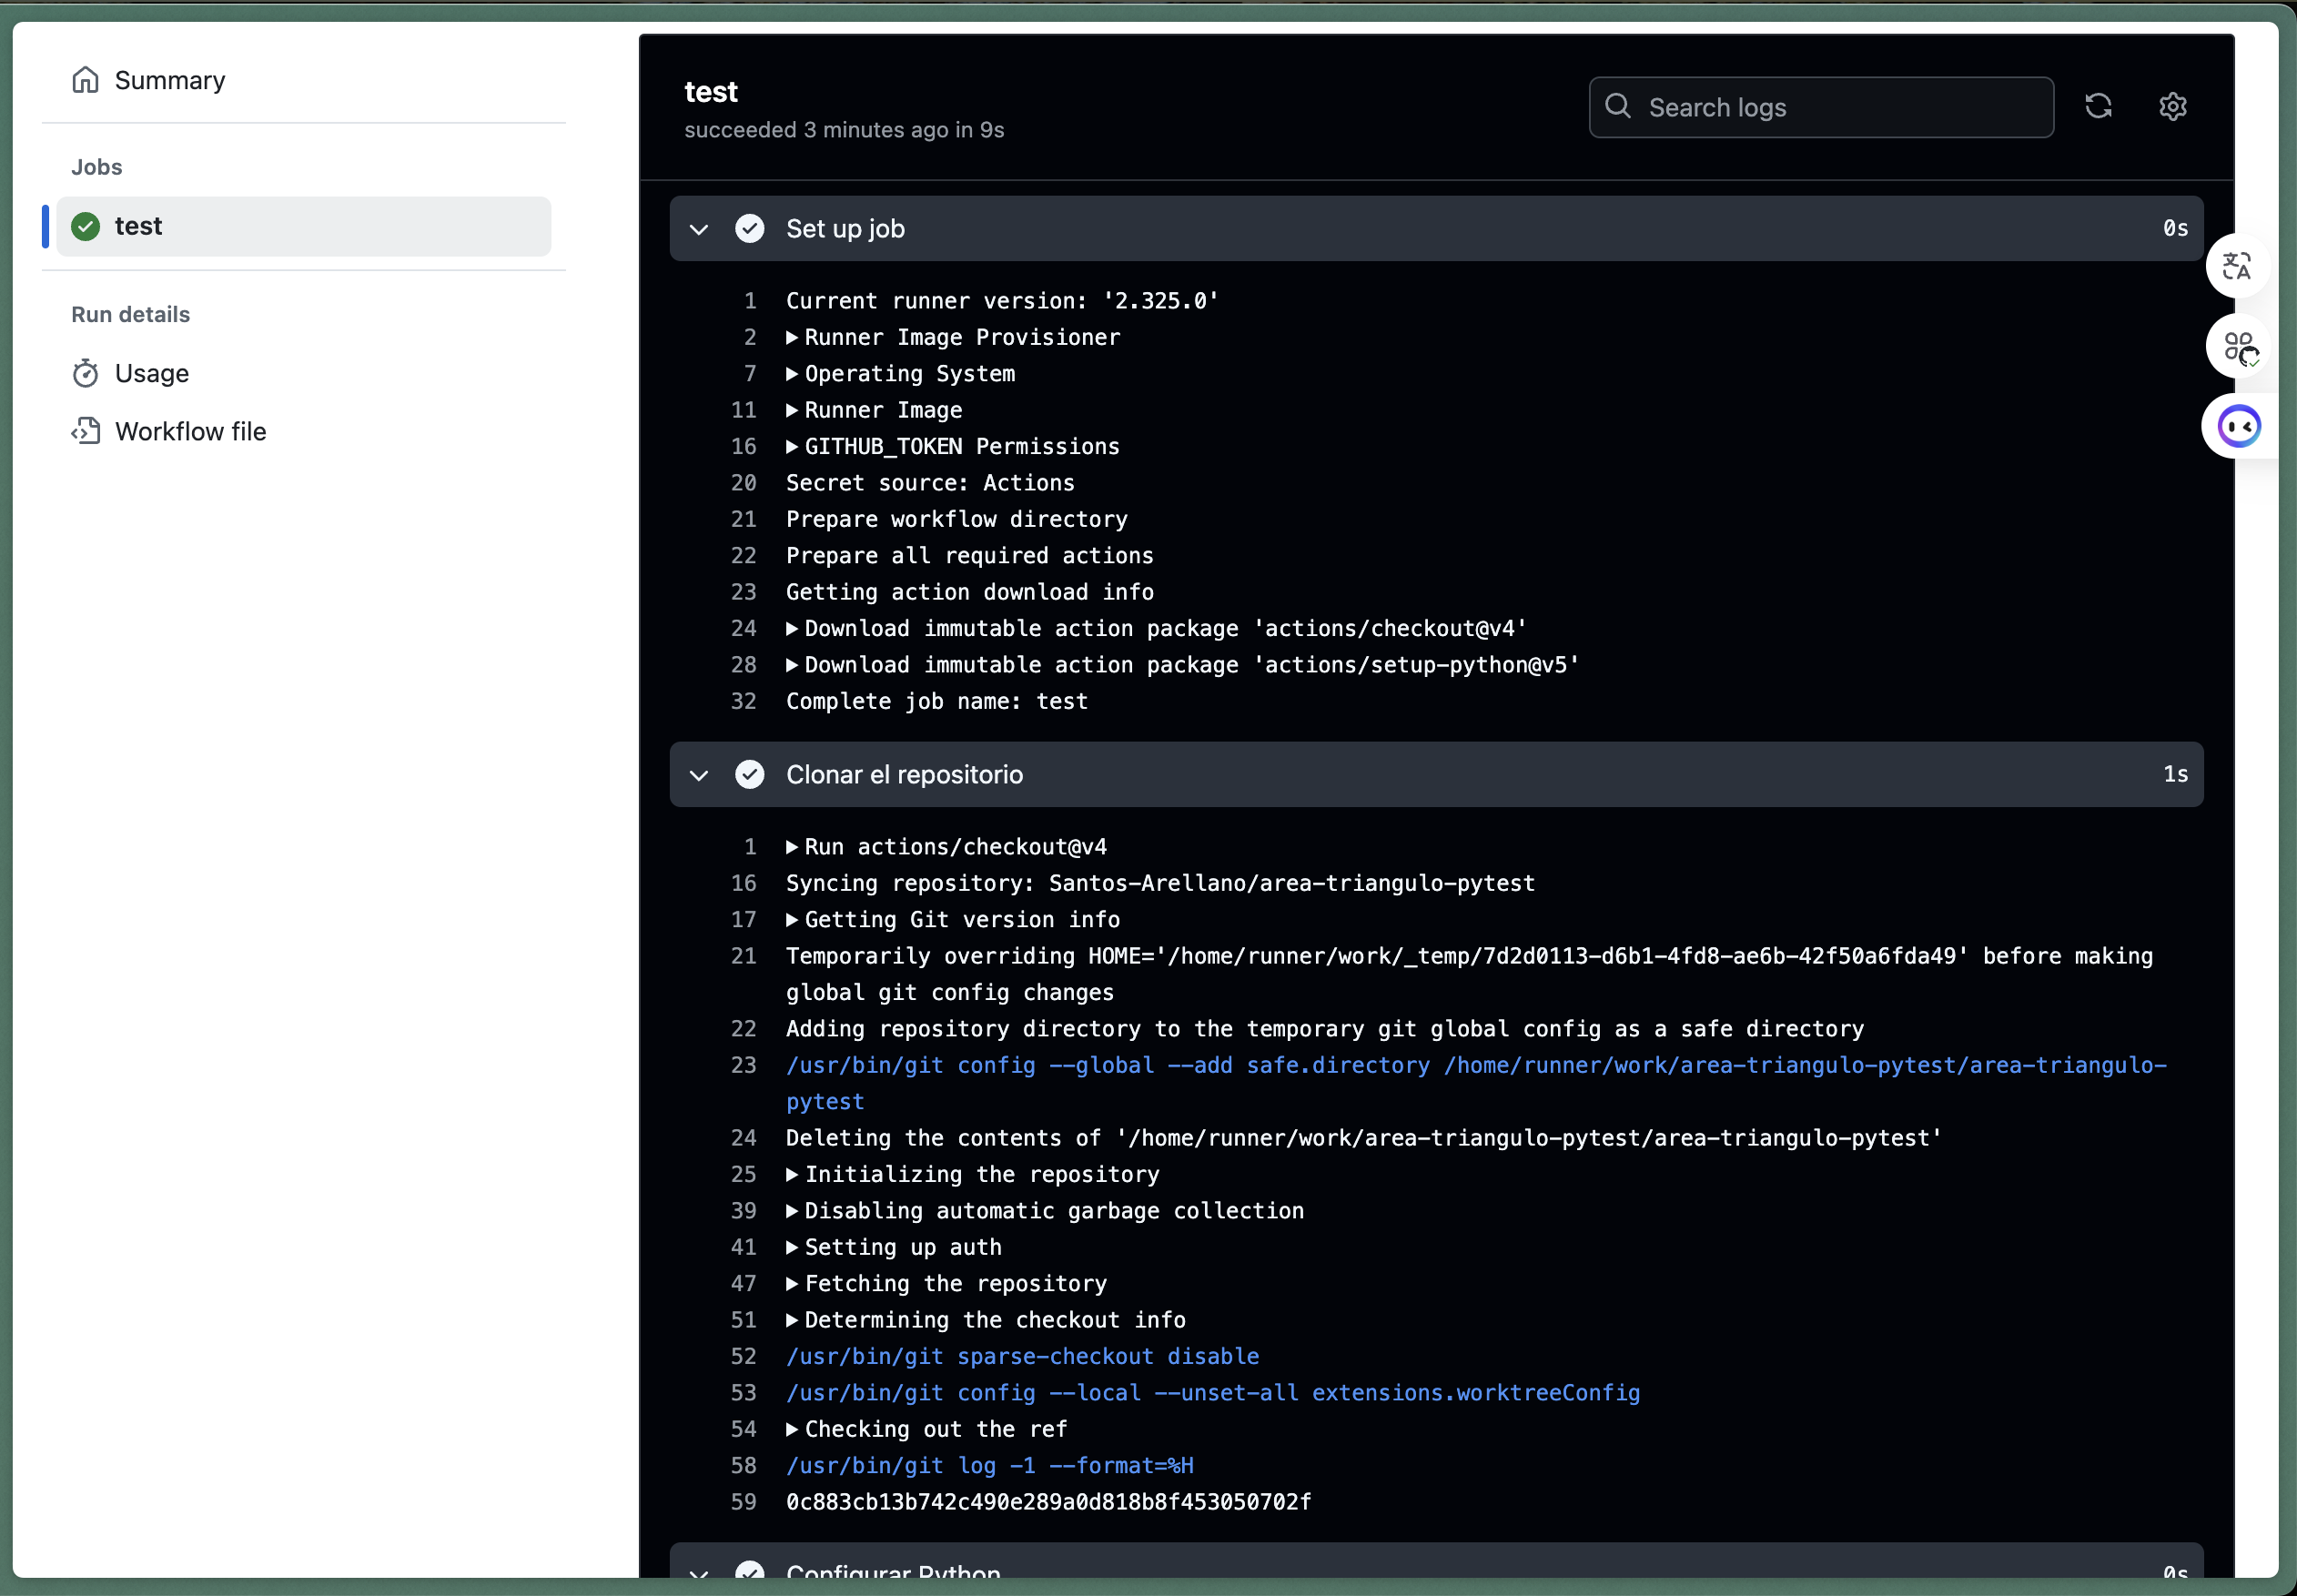 Summary
Jobs
test
Run details
Usage
Workflow file
test
succeeded 3 minutes ago in 9s
Search logs
Set up job 0s
1 Current runner version: '2.325.0'
2 Runner Image Provisioner
7 Operating System
11 Runner Image
16 GITHUB_TOKEN Permissions
20 Secret source: Actions
21 Prepare workflow directory
22 Prepare all required actions
23 Getting action download info
24 Download immutable action package 'actions/checkout@v4'
28 Download immutable action package 'actions/setup-python@v5'
32 Complete job name: test
Clonar el repositorio 1s
1 Run actions/checkout@v4
16 Syncing repository: Santos-Arellano/area-triangulo-pytest
17 Getting Git version info
21 Temporarily overriding HOME='/home/runner/work/_temp/7d2d0113-d6b1-4fd8-ae6b-42f50a6fda49' before making
global git config changes
22 Adding repository directory to the temporary git global config as a safe directory
23 /usr/bin/git config --global --add safe.directory /home/runner/work/area-triangulo-pytest/area-triangulo-
pytest
24 Deleting the contents of '/home/runner/work/area-triangulo-pytest/area-triangulo-pytest'
25 Initializing the repository
39 Disabling automatic garbage collection
41 Setting up auth
47 Fetching the repository
51 Determining the checkout info
52 /usr/bin/git sparse-checkout disable
53 /usr/bin/git config --local --unset-all extensions.worktreeConfig
54 Checking out the ref
58 /usr/bin/git log -1 --format=%H
59 0c883cb13b742c490e289a0d818b8f453050702f
Configurar Python 0s